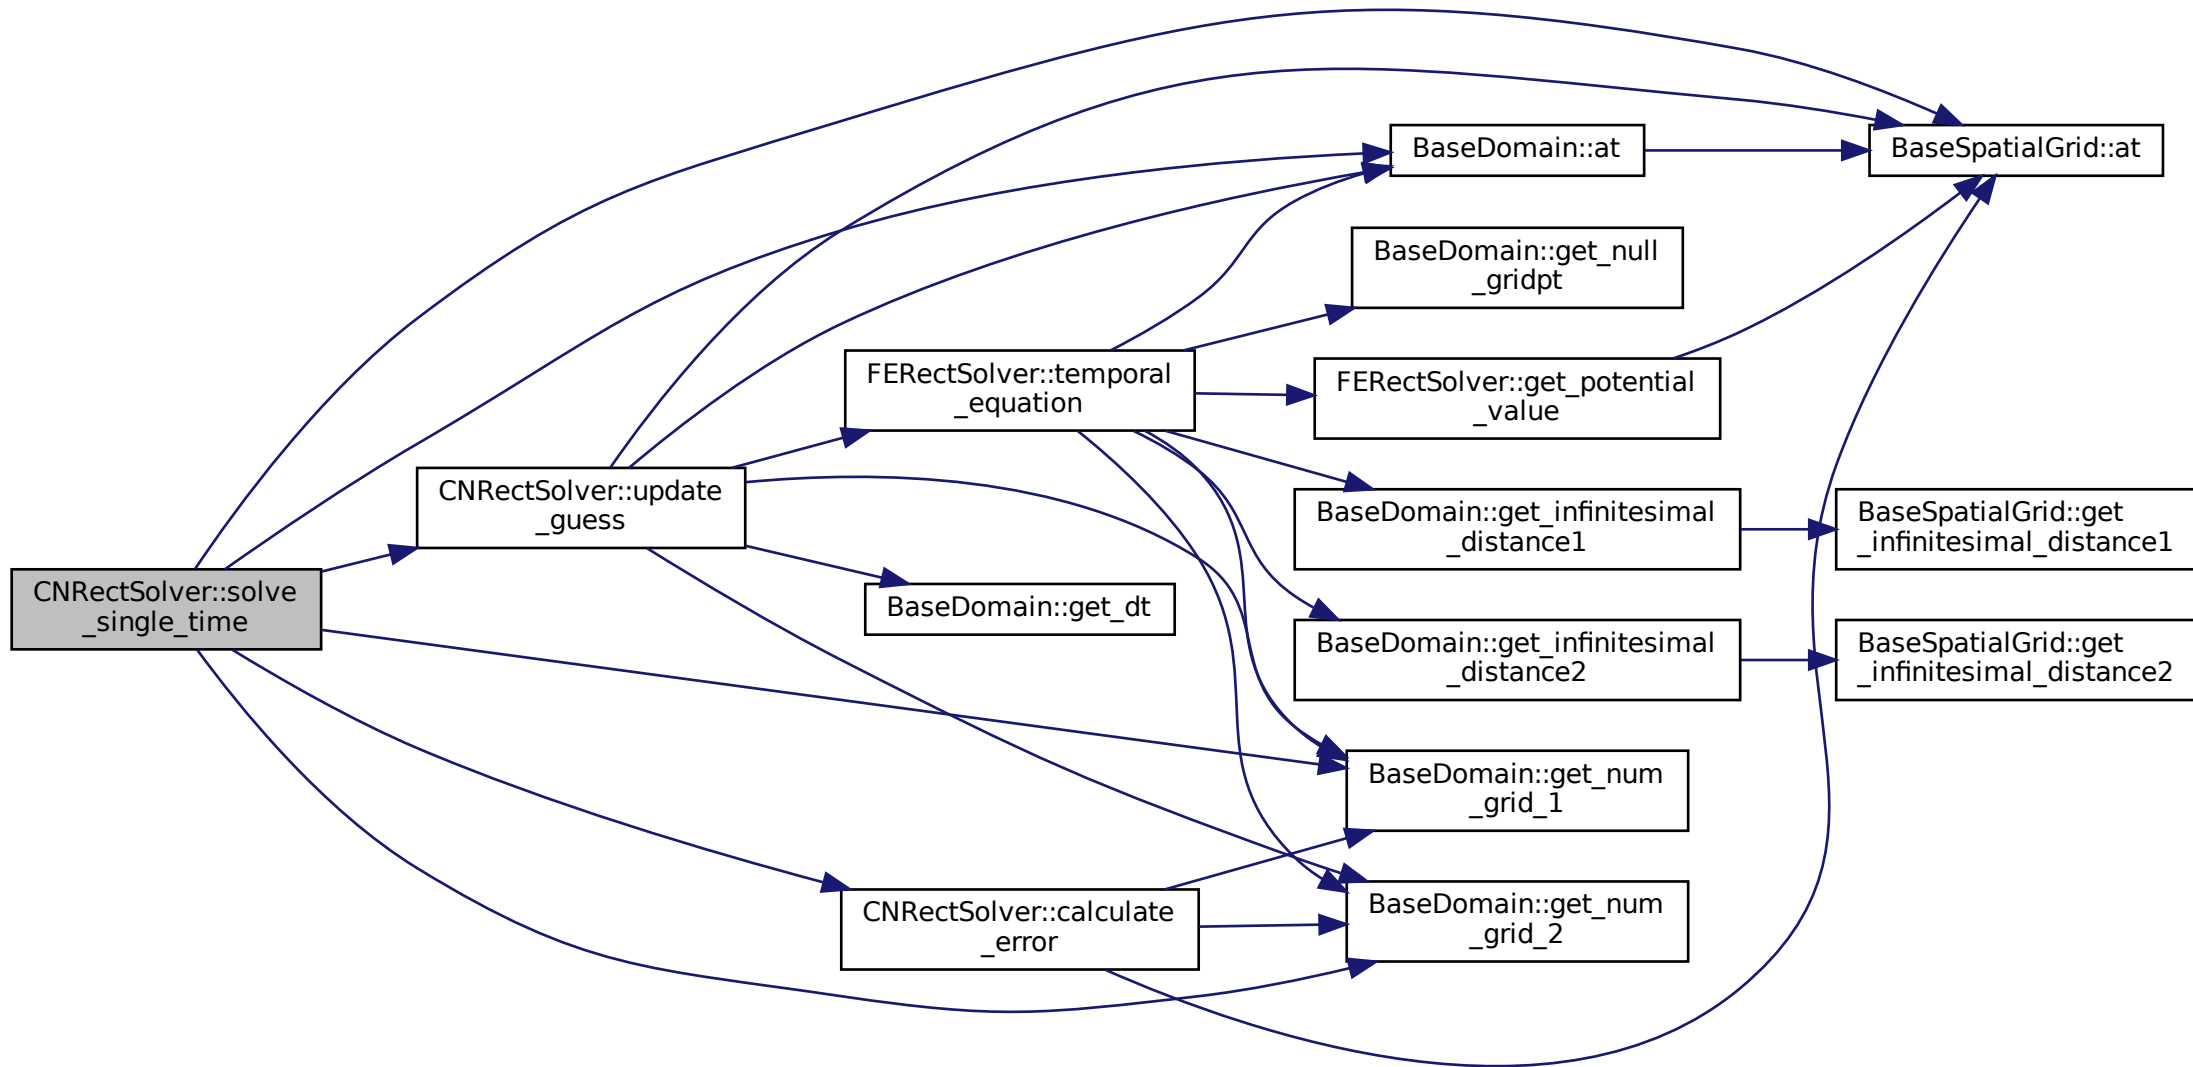 BaseDomain::at
BaseSpatialGrid::at
BaseDomain::get_null
_gridpt
FERectSolver::temporal
_equation
FERectSolver::get_potential
_value
CNRectSolver::update
_guess
BaseDomain::get_infinitesimal
_distance1
BaseSpatialGrid::get
_infinitesimal_distance1
CNRectSolver::solve
_single_time
BaseDomain::get_dt
BaseDomain::get_infinitesimal
_distance2
BaseSpatialGrid::get
_infinitesimal_distance2
BaseDomain::get_num
_grid_1
CNRectSolver::calculate
_error
BaseDomain::get_num
_grid_2